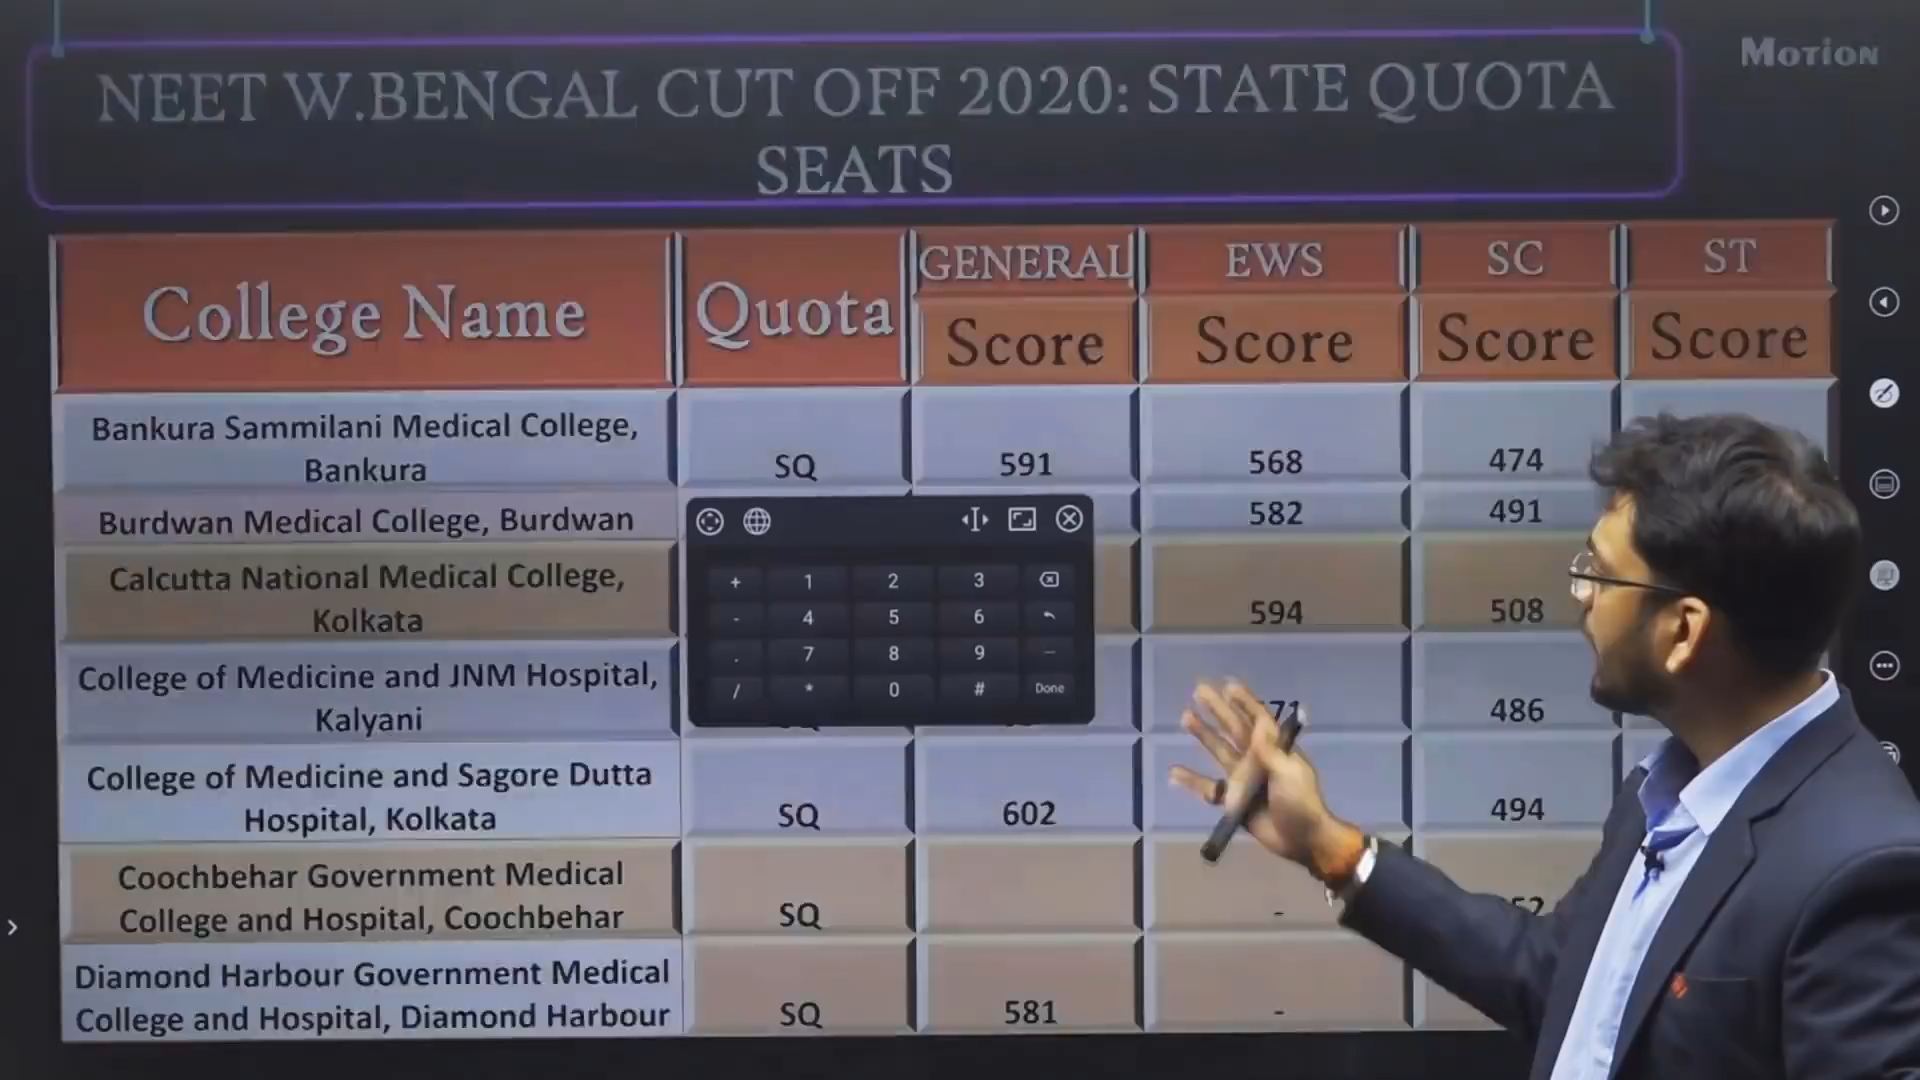 MOTION
NEET W.BENGAL CUT OFF 2020: STATE QUOTA
SEATS
College Name Quota GENERAL EWS SC ST
Score Score Score Score
Bankura Sammilani Medical College,
Bankura SQ 591 568 474
Burdwan Medical College, Burdwan 582 491
Calcutta National Medical College,
Kolkata 594 508
College of Medicine and JNM Hospital,
Kalyani 486
College of Medicine and Sagore Dutta
Hospital, Kolkata SQ 602 494
Coochbehar Government Medical
College and Hospital, Coochbehar SQ -
Diamond Harbour Government Medical
College and Hospital, Diamond Harbour SQ 581 -
+ 1 2 3
- 4 5 6
. 7 8 9
/ * 0 # Done